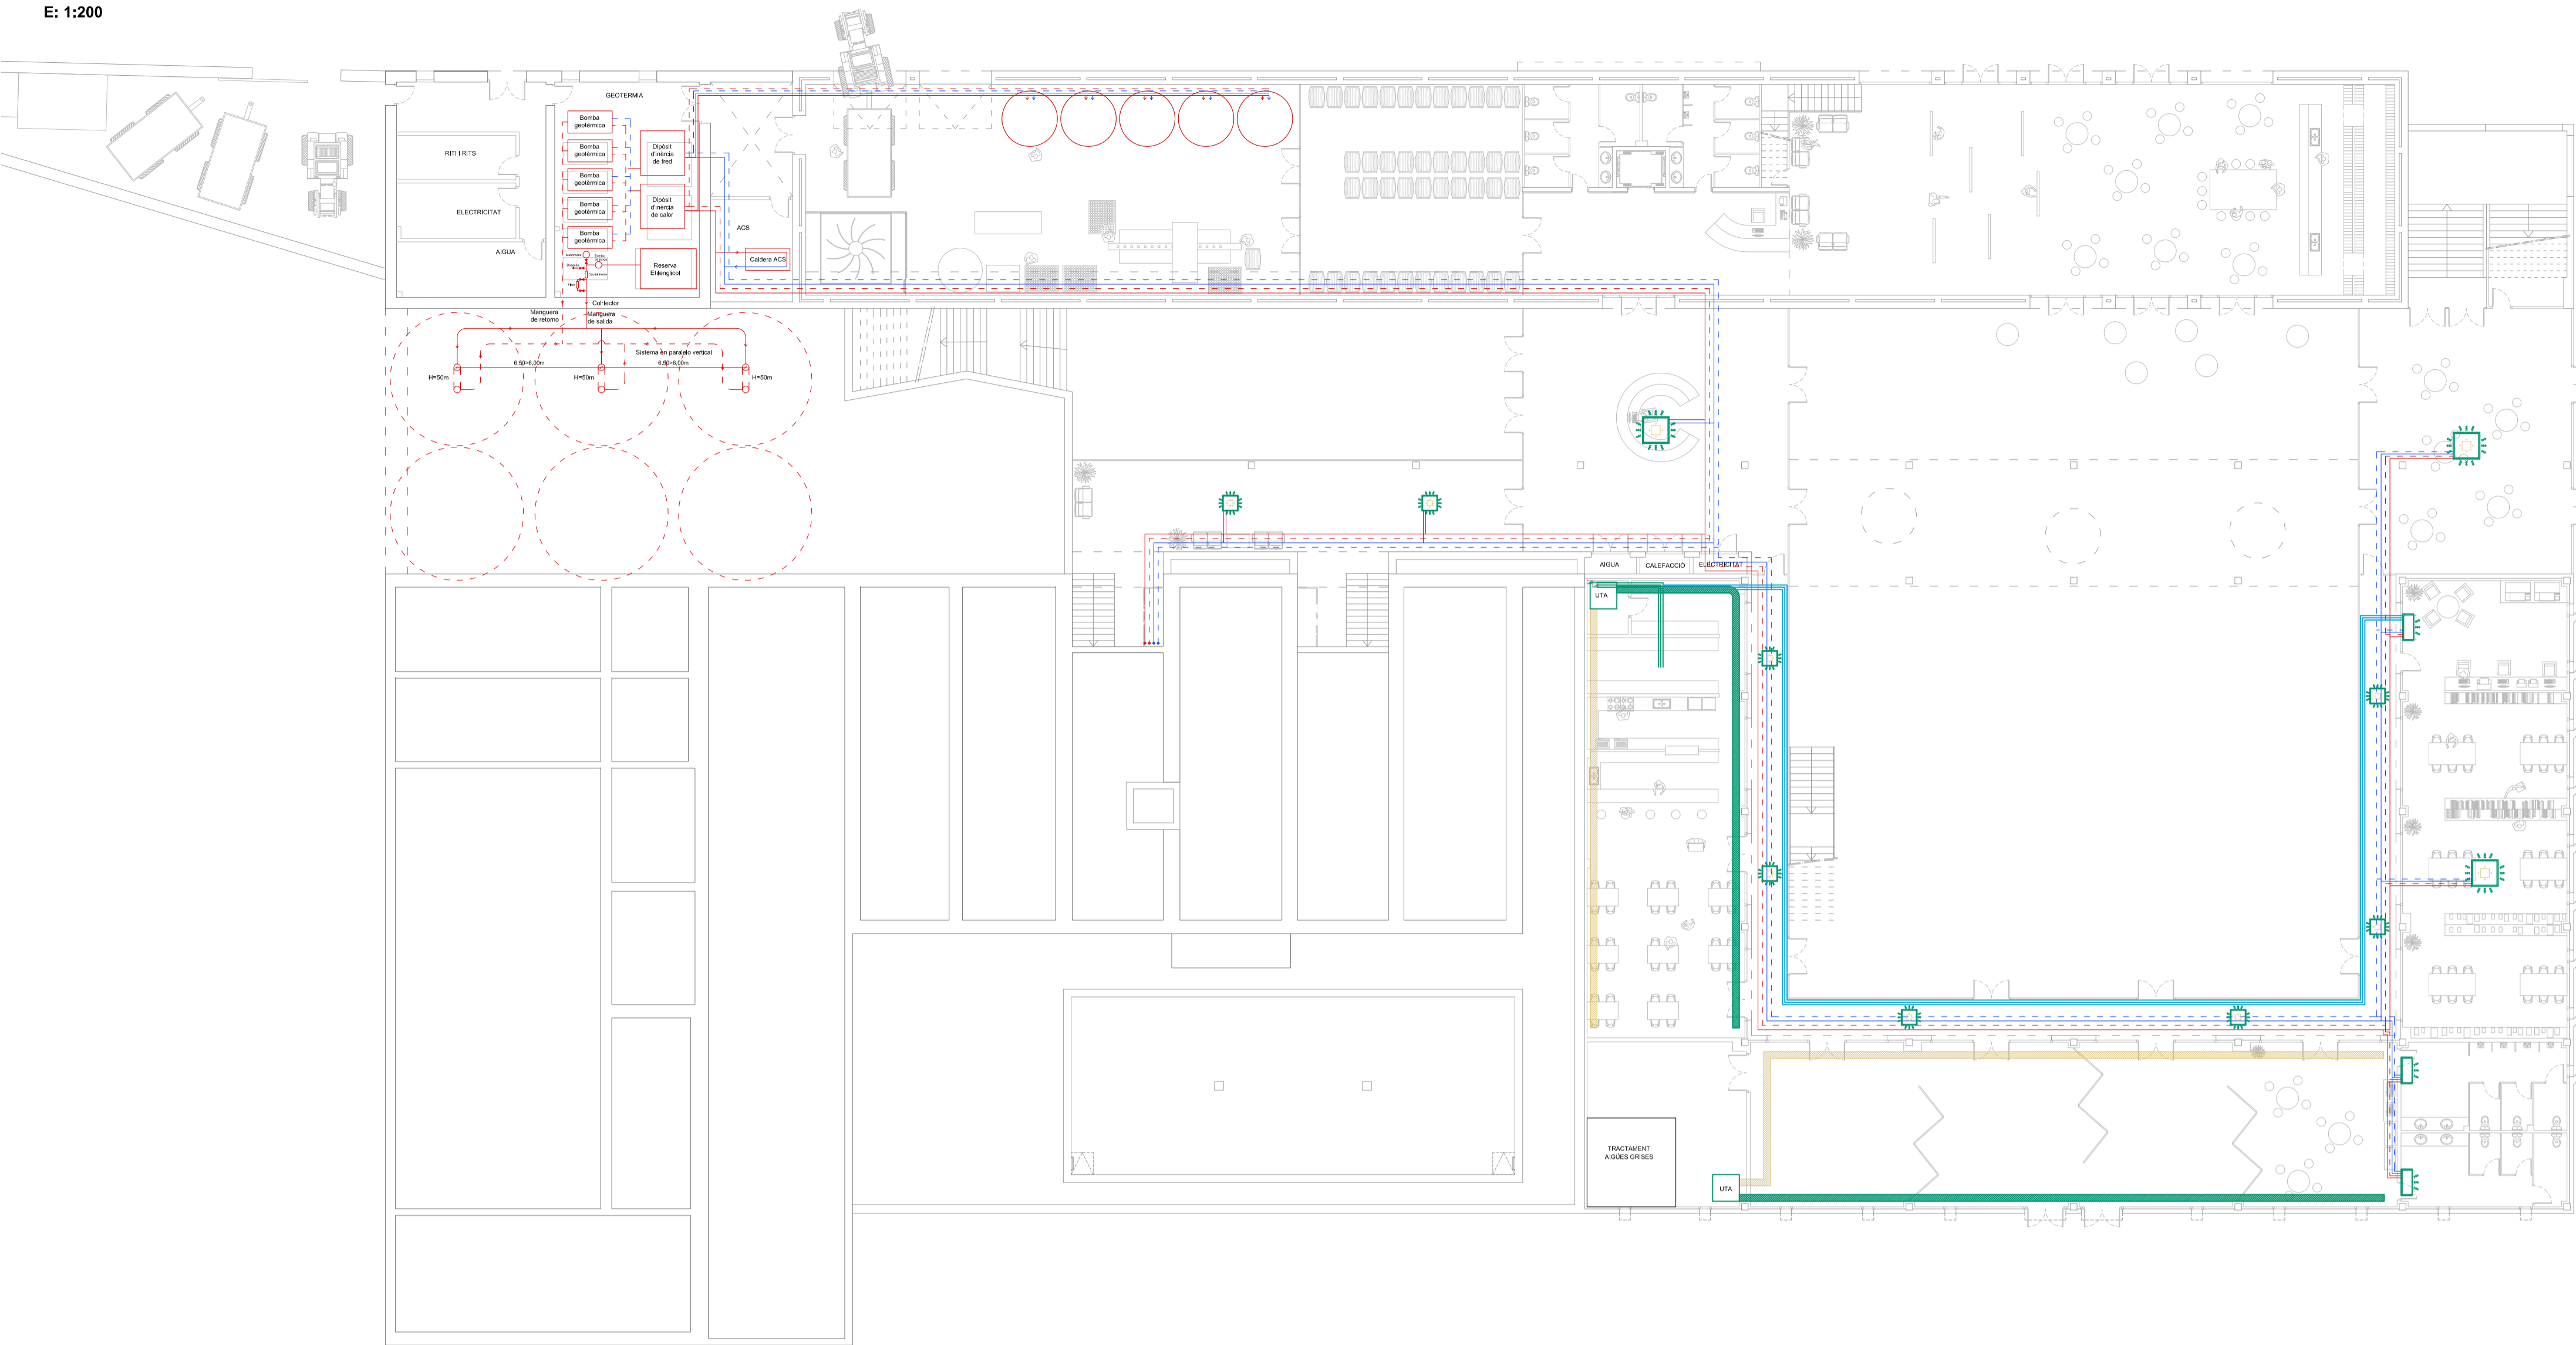 E: 1:200
GEOTERMIA
Bomba
geotèrmica
Bomba
geotèrmica
Bomba
geotèrmica
Bomba
geotèrmica
Bomba
geotèrmica
Dipòsit
d'inèrcia
de fred
Dipòsit
d'inèrcia
de calor
RITI I RITS
ELECTRICITAT
AIGUA
ACS
Caldera ACS
Reserva
Etilenglicol
Col·lector
Manguera
de retorno
Manguera
de salida
Sistema en paralelo vertical
6.50>6,00m
6.50>6,00m
H=50m
H=50m
H=50m
AIGUA
CALEFACCIÓ
ELECTRICITAT
UTA
TRACTAMENT
AIGÜES GRISES
UTA